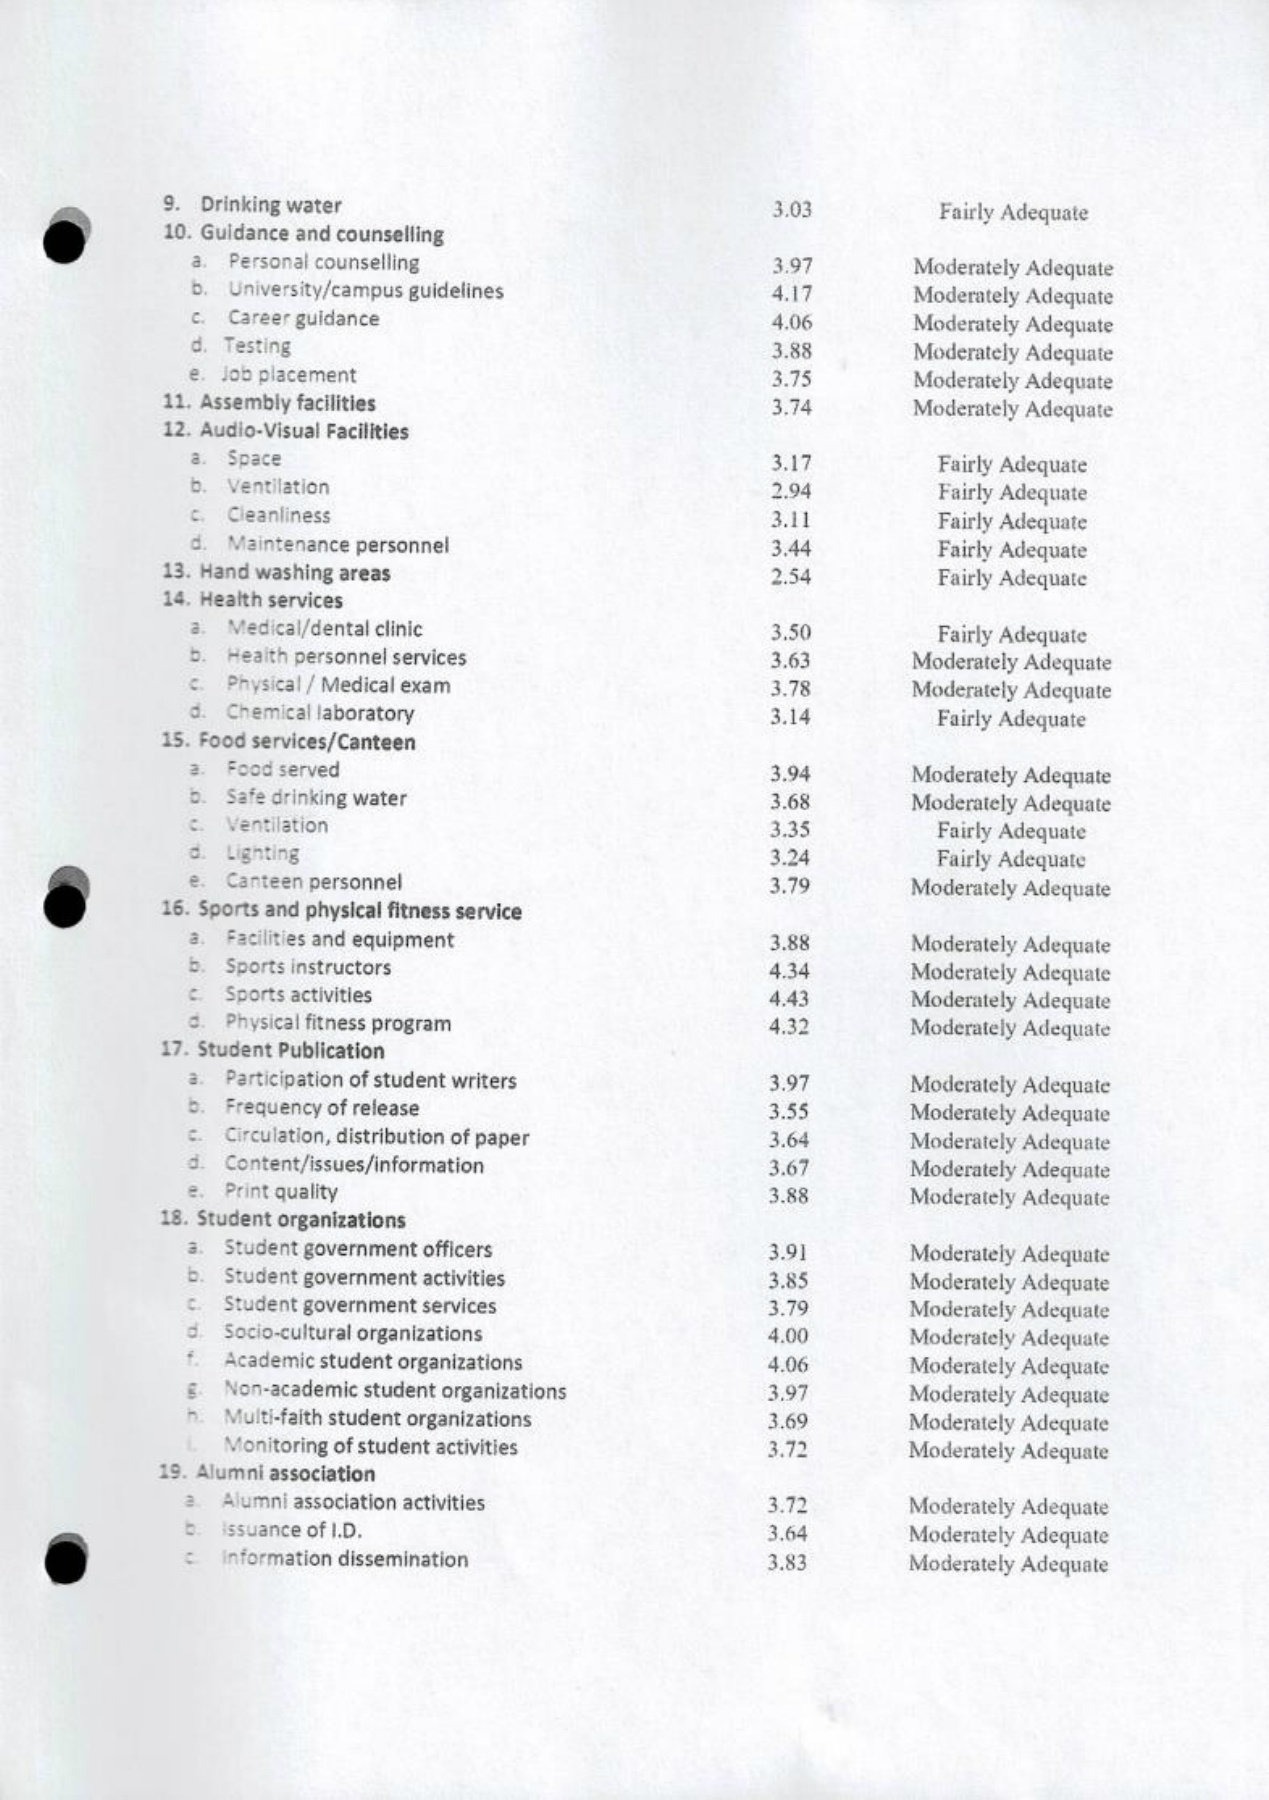 9. Drinking water 3.03 Fairly Adequate
10. Guidance and counselling
a. Personal counselling 3.97 Moderately Adequate
b. University/campus guidelines 4.17 Moderately Adequate
c. Career guidance 4.06 Moderately Adequate
d. Testing 3.88 Moderately Adequate
e. Job placement 3.75 Moderately Adequate
11. Assembly facilities 3.74 Moderately Adequate
12. Audio-Visual Facilities
a. Space 3.17 Fairly Adequate
b. Ventilation 2.94 Fairly Adequate
c. Cleanliness 3.11 Fairly Adequate
d. Maintenance personnel 3.44 Fairly Adequate
13. Hand washing areas 2.54 Fairly Adequate
14. Health services
a. Medical/dental clinic 3.50 Fairly Adequate
b. Health personnel services 3.63 Moderately Adequate
c. Physical / Medical exam 3.78 Moderately Adequate
d. Chemical laboratory 3.14 Fairly Adequate
15. Food services/Canteen
a. Food served 3.94 Moderately Adequate
b. Safe drinking water 3.68 Moderately Adequate
c. Ventilation 3.35 Fairly Adequate
d. Lighting 3.24 Fairly Adequate
e. Canteen personnel 3.79 Moderately Adequate
16. Sports and physical fitness service
a. Facilities and equipment 3.88 Moderately Adequate
b. Sports instructors 4.34 Moderately Adequate
c. Sports activities 4.43 Moderately Adequate
d. Physical fitness program 4.32 Moderately Adequate
17. Student Publication
a. Participation of student writers 3.97 Moderately Adequate
b. Frequency of release 3.55 Moderately Adequate
c. Circulation, distribution of paper 3.64 Moderately Adequate
d. Content/issues/information 3.67 Moderately Adequate
e. Print quality 3.88 Moderately Adequate
18. Student organizations
a. Student government officers 3.91 Moderately Adequate
b. Student government activities 3.85 Moderately Adequate
c. Student government services 3.79 Moderately Adequate
d. Socio-cultural organizations 4.00 Moderately Adequate
f. Academic student organizations 4.06 Moderately Adequate
g. Non-academic student organizations 3.97 Moderately Adequate
h. Multi-faith student organizations 3.69 Moderately Adequate
i. Monitoring of student activities 3.72 Moderately Adequate
19. Alumni association
a. Alumni association activities 3.72 Moderately Adequate
b. Issuance of I.D. 3.64 Moderately Adequate
c. Information dissemination 3.83 Moderately Adequate